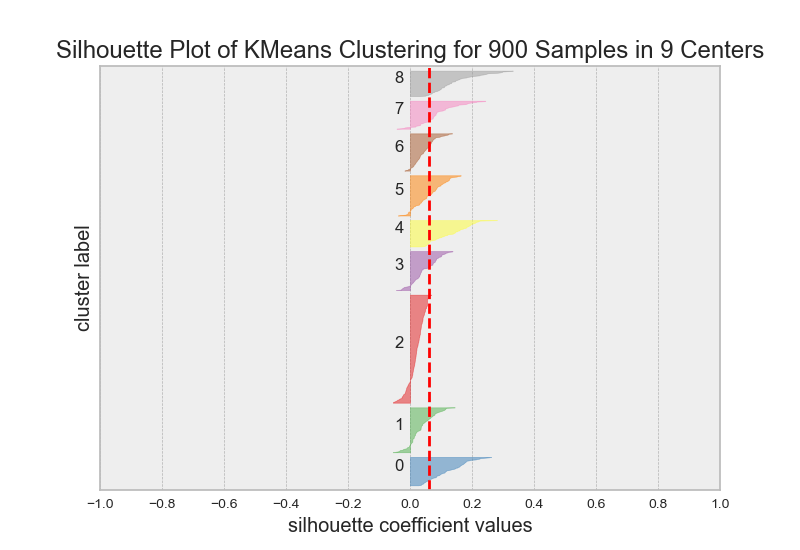 Silhouette Plot of KMeans Clustering for 900 Samples in 9 Centers
8
7
6
5
4
3
2
1
0
cluster label
−1.0 −0.8 −0.6 −0.4 −0.2 0.0 0.2 0.4 0.6 0.8 1.0
silhouette coefficient values